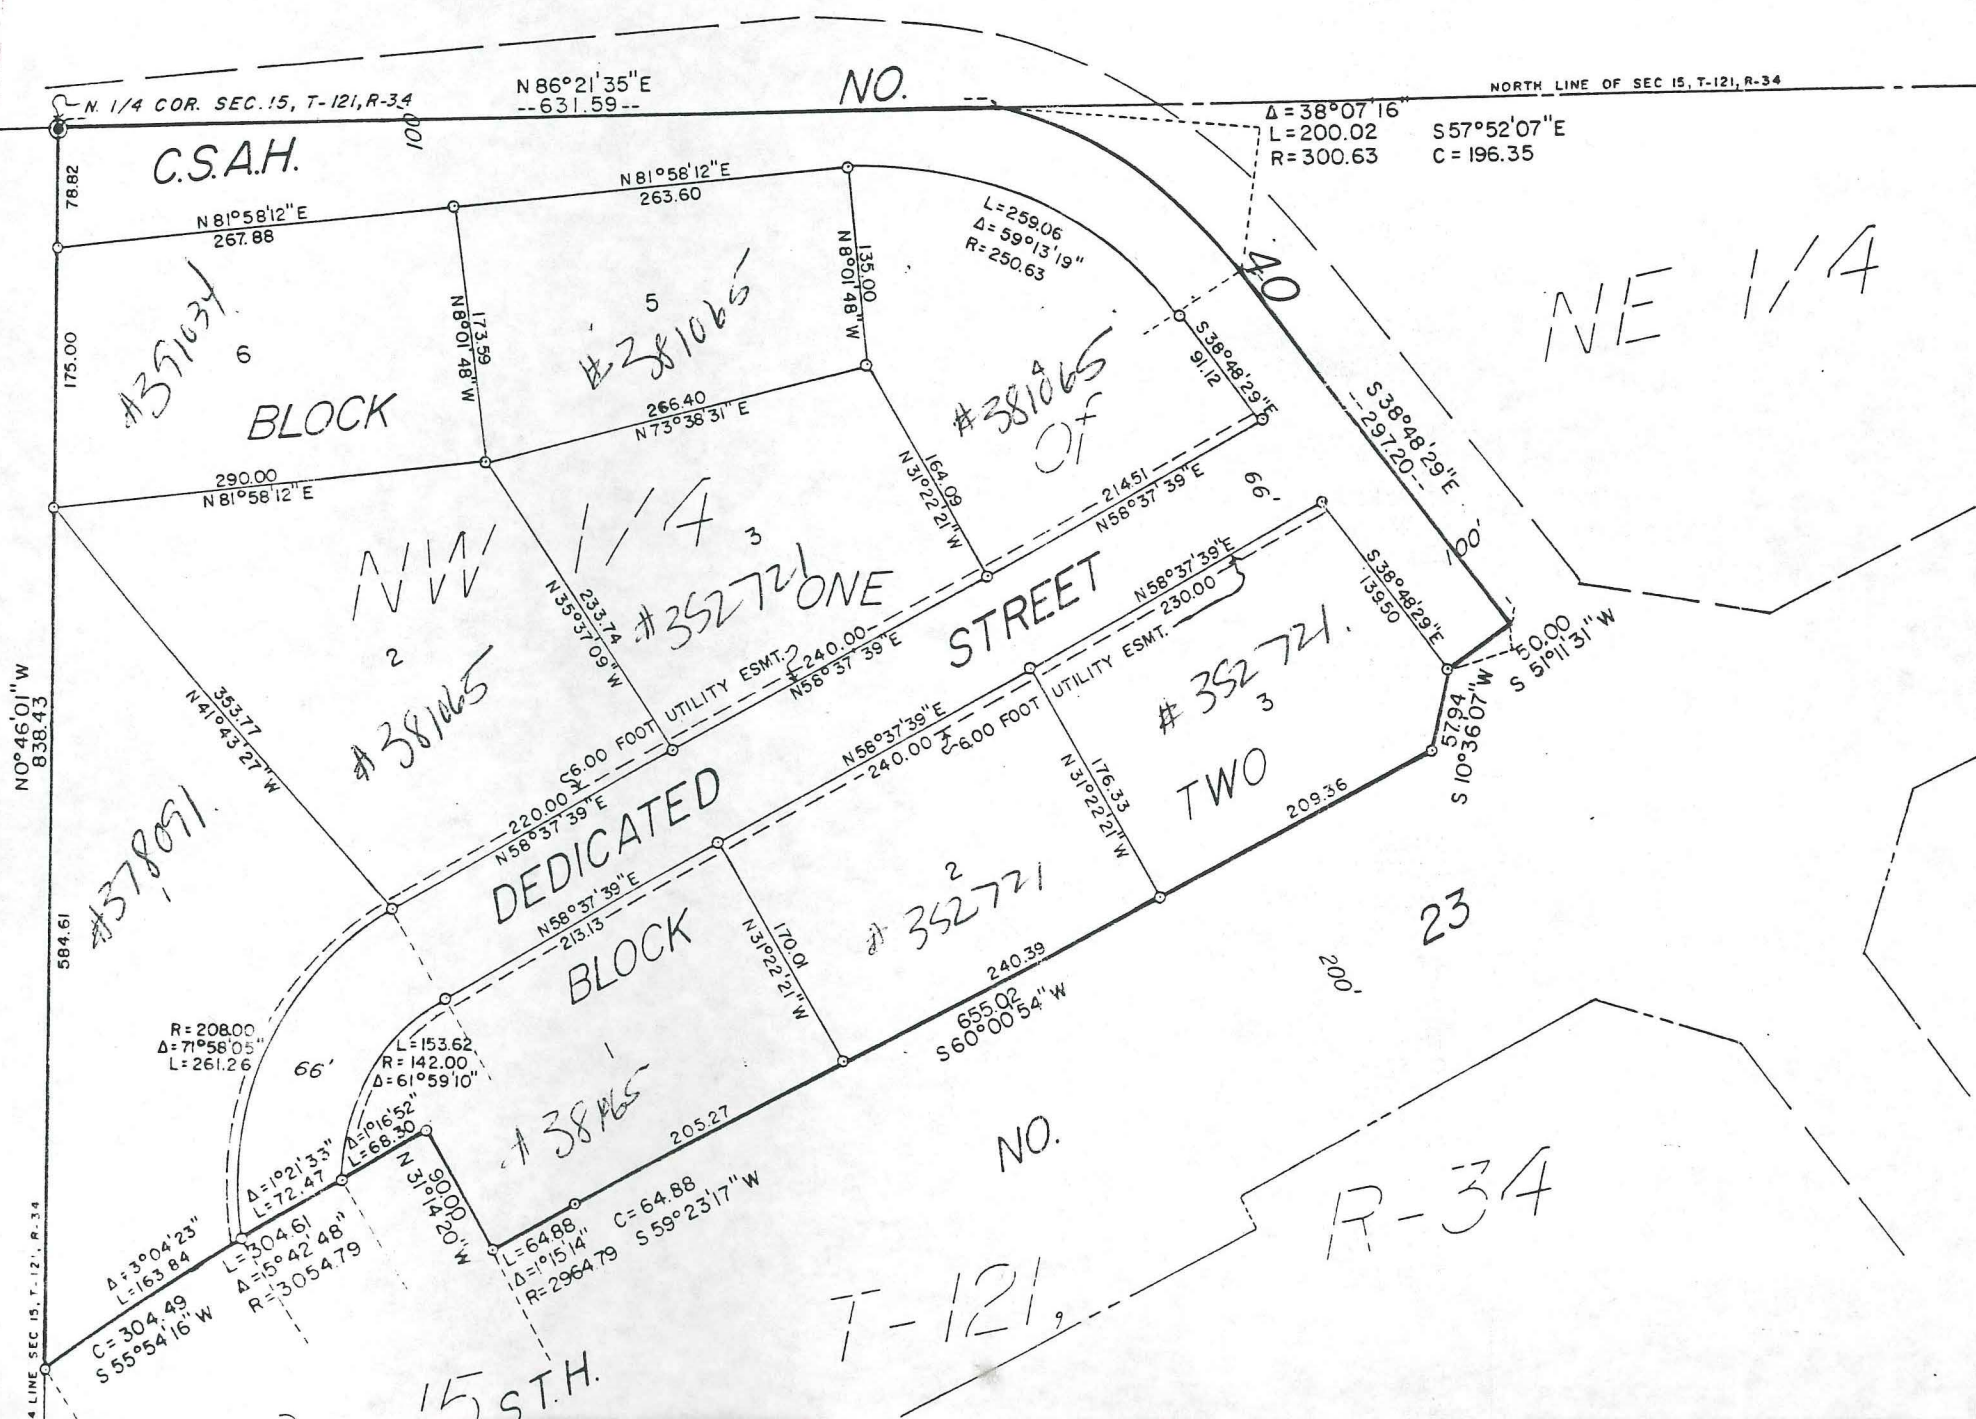 N 86°21'35"E
--631.59--
NO.
NORTH LINE OF SEC 15, T-121, R-34
N. 1/4 COR. SEC. 15, T-121, R-34
100'
Δ = 38°07'16"
L = 200.02
R = 300.63
S 57°52'07"E
C = 196.35
C.S.A.H.
78.82
N 81°58'12"E
263.60
N 81°58'12"E
267.88
L=259.06
Δ= 59°13'19"
R=250.63
135.00
N 8°01'48" W
40
NE 1/4
5
#381065
173.59
N 8°01'48" W
6
175.00
BLOCK
4
#381065
Of
S 38°48'29"E
91.12
S 38°48'29"E
--297.20--
266.40
N 73°38'31" E
290.00
N 81°58'12" E
164.09
N 31°22'21" W
214.51
N 58°37'39"E
66'
NW 1/4
3
#352721
ONE
100'
STREET
N 58°37'39"E
230.00
S 38°48'29"E
139.50
233.74
N 35°37'09" W
2
#381065
UTILITY ESMT.
240.00
N 58°37'39"E
UTILITY ESMT.
# 352721.
3
50.00
S 51°11'31" W
57.94
S 10°36'07" W
N 0°46'01" W
838.43
353.77
N 41°43'27" W
6.00 FOOT
220.00
N 58°37'39"E
N 58°37'39"E
240.00
6.00 FOOT
TWO
209.36
176.33
N 31°22'21" W
DEDICATED
#378091.
1
584.61
N 58°37'39"E
213.13
BLOCK
2
# 352721
23
170.01
N 31°22'21" W
240.39
655.02
S 60°00'54" W
200'
R= 208.00
Δ= 71°58'05"
L= 261.26
66'
L=153.62
R= 142.00
Δ= 61°59'10"
1
205.27
Δ=1°16'52"
L=68.30
Δ=1°21'33"
L=72.47
90.00
N 31°14'20" W
NO.
R-34
L=64.88
Δ=1°15'14"
R=2964.79
C = 64.88
S 59°23'17" W
L=304.61
Δ=5°42'48"
R=3054.79
Δ = 3°04'23"
L=163.84
C = 304.49
S 55°54'16" W
T-121,
15
S.T.H.
4 LINE SEC 15, T-121, R-34